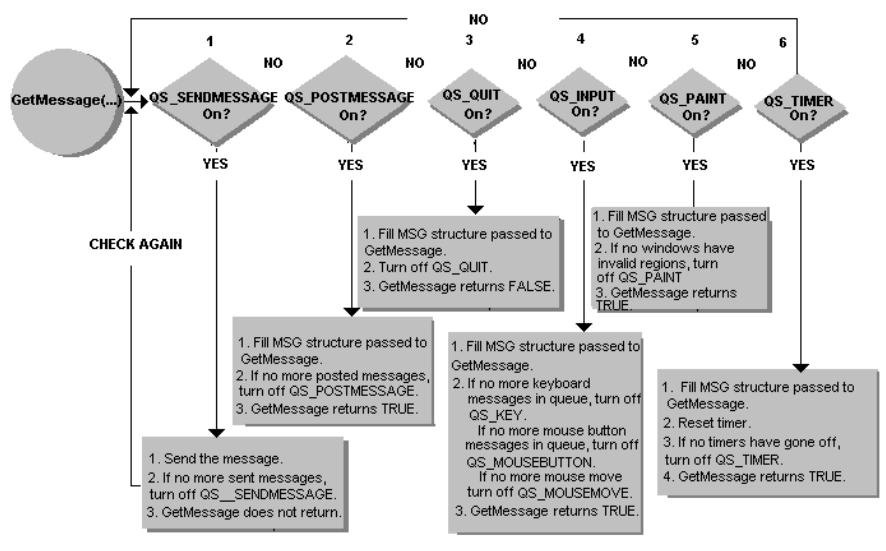 NO
1
2
3
4
5
6
NO
NO
NO
NO
NO
GetMessage(...)
QS_SENDMESSAGE
On?
QS_POSTMESSAGE
On?
QS_QUIT
On?
QS_INPUT
On?
QS_PAINT
On?
QS_TIMER
On?
YES
YES
YES
YES
YES
YES
CHECK AGAIN
1. Fill MSG structure passed to
GetMessage.
2. Turn off QS_QUIT.
3. GetMessage returns FALSE.
1. Fill MSG structure passed
to GetMessage.
2. If no windows have
invalid regions, turn
off QS_PAINT
3. GetMessage returns
TRUE.
1. Fill MSG structure passed to
GetMessage.
2. If no more posted messages,
turn off QS_POSTMESSAGE.
3. GetMessage returns TRUE.
1. Fill MSG structure passed to
GetMessage.
2. If no more keyboard
messages in queue, turn off
QS_KEY.
If no more mouse button
messages in queue, turn off
QS_MOUSEBUTTON.
If no more mouse move
turn off QS_MOUSEMOVE.
3. GetMessage returns TRUE.
1. Fill MSG structure passed to
GetMessage.
2. Reset timer.
3. If no timers have gone off,
turn off QS_TIMER.
4. GetMessage returns TRUE.
1. Send the message.
2. If no more sent messages,
turn off QS__SENDMESSAGE.
3. GetMessage does not return.